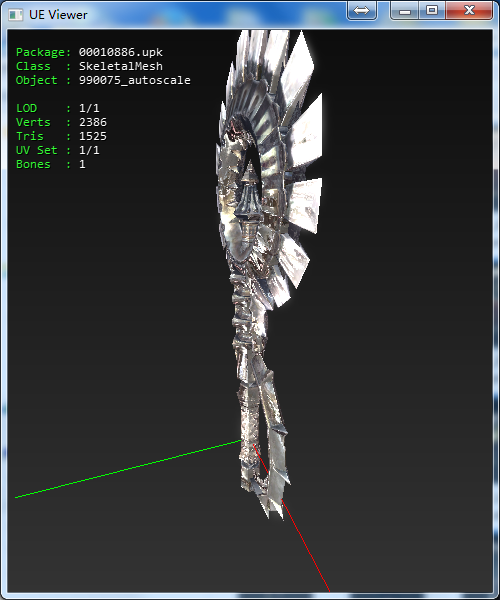 UE Viewer
Package: 00010886.upk
Class : SkeletalMesh
Object : 990075_autoscale
LOD : 1/1
Verts : 2386
Tris : 1525
UV Set : 1/1
Bones : 1